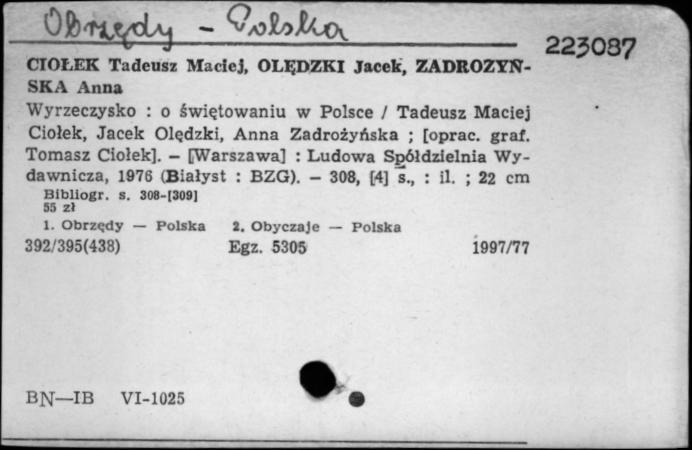 Obrzędy - Polska
223087
CIOŁEK Tadeusz Maciej, OLĘDZKI Jacek, ZADROŻYŃ-
SKA Anna
Wyrzeczysko : o świętowaniu w Polsce / Tadeusz Maciej
Ciołek, Jacek Olędzki, Anna Zadrożyńska ; [oprac. graf.
Tomasz Ciołek]. — [Warszawa] : Ludowa Spółdzielnia Wy-
dawnicza, 1976 (Białyst : BZG). — 308, [4] s., : il. ; 22 cm
Bibliogr. s. 308-[309]
55 zł
1. Obrzędy — Polska 2. Obyczaje — Polska
392/395(438) Egz. 5305 1997/77
BN—IB VI-1025